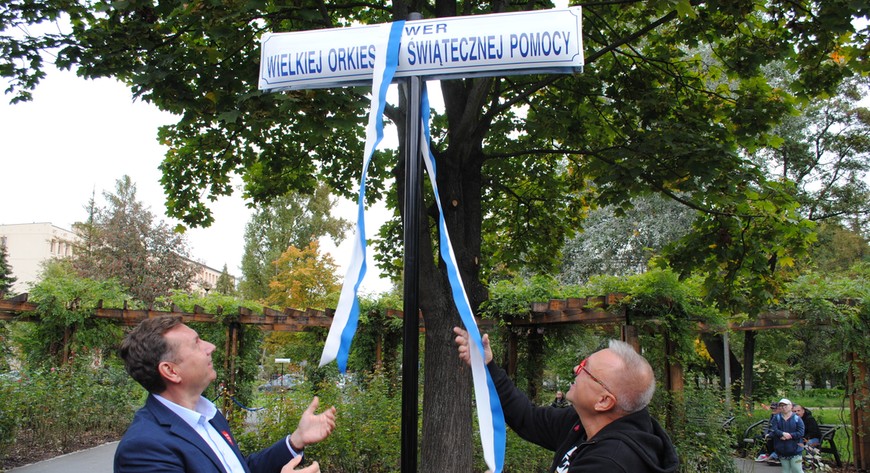 WER
WIELKIEJ ORKIES ŚWIĄTECZNEJ POMOCY